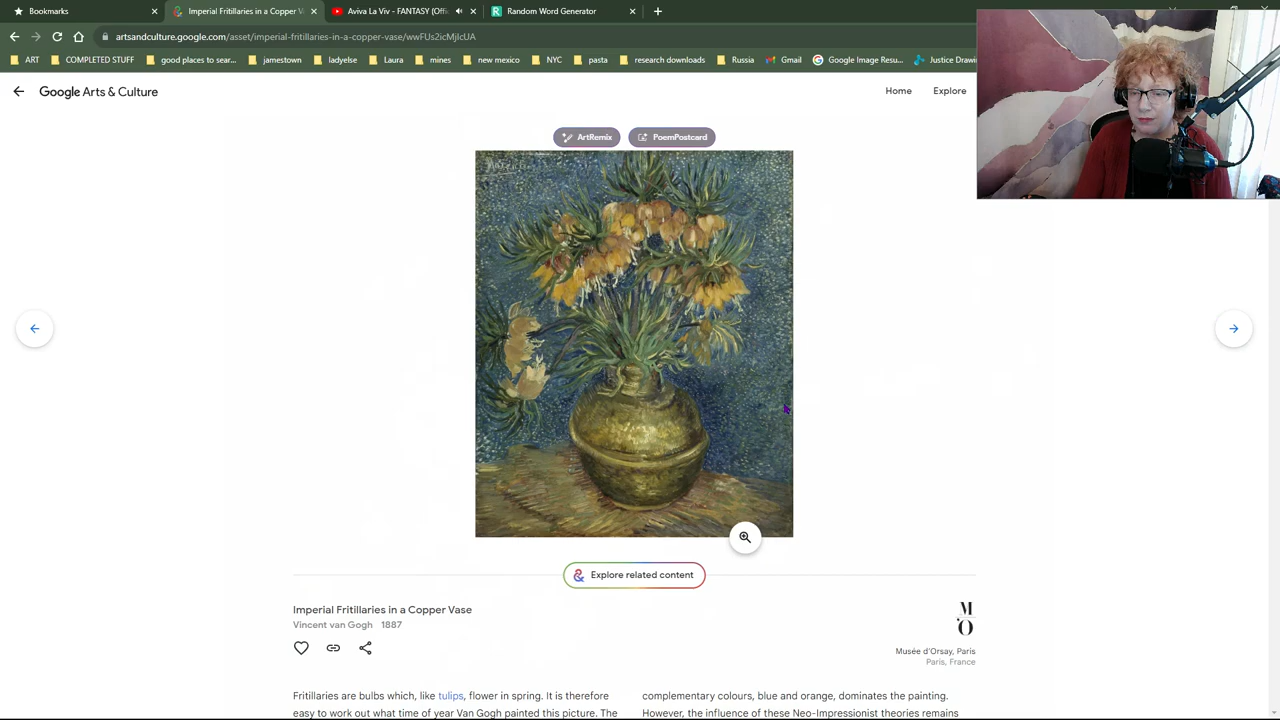 Bookmarks
Imperial Fritillaries in a Copper V
Aviva La Viv - FANTASY (Offi
Random Word Generator
artsandculture.google.com/asset/imperial-fritillaries-in-a-copper-vase/wwFUs2icMjIcUA
ART
COMPLETED STUFF
good places to sear...
jamestown
ladyelse
Laura
mines
new mexico
NYC
pasta
research downloads
Russia
Gmail
Google Image Resu...
Justice Drawi
Google Arts & Culture
Home
Explore
ArtRemix
PoemPostcard
Explore related content
Imperial Fritillaries in a Copper Vase
Vincent van Gogh 1887
M
'O
Musée d'Orsay, Paris
Paris, France
Fritillaries are bulbs which, like tulips, flower in spring. It is therefore
easy to work out what time of year Van Gogh painted this picture. The
complementary colours, blue and orange, dominates the painting.
However, the influence of these Neo-Impressionist theories remains